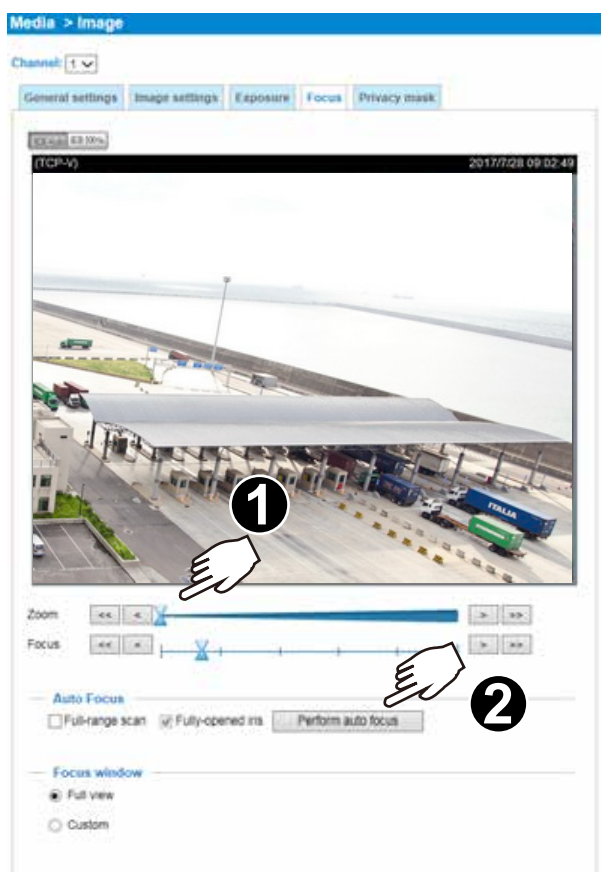 Media > Image
Channel: 1
General settings Image settings Exposure Focus Privacy mask
100%
(TCP-V) 2017/7/28 09:02:49
ITALIA
1
Zoom << < > >>
Focus << < > >>
2
Auto Focus
Full-range scan Fully-opened iris Perform auto focus
Focus window
Full view
Custom